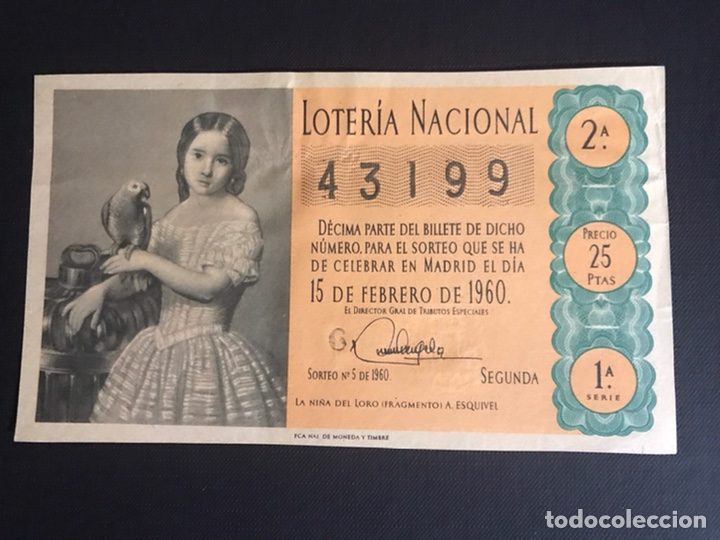 LOTERÍA NACIONAL
43199
DÉCIMA PARTE DEL BILLETE DE DICHO
NÚMERO, PARA EL SORTEO QUE SE HA
DE CELEBRAR EN MADRID EL DÍA
15 DE FEBRERO DE 1960.
EL DIRECTOR GRAL DE TRIBUTOS ESPECIALES
SORTEO Nº 5 DE 1960
SEGUNDA
LA NIÑA DEL LORO (FRAGMENTO) A. ESQUIVEL
FCA. NAL. DE MONEDA Y TIMBRE
2.ª
PRECIO
25
PTAS
1.ª
SERIE
todocoleccion